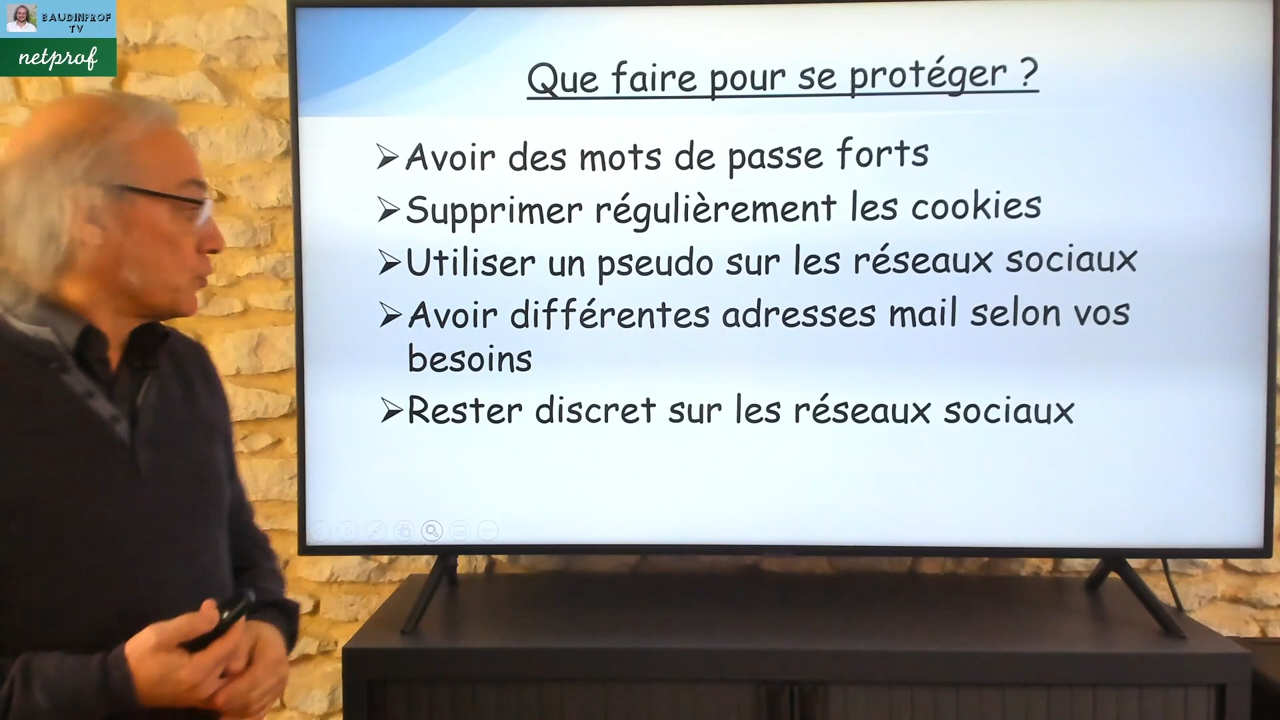 BAUDINPROF
TV
netprof
Que faire pour se protéger ?
➢Avoir des mots de passe forts
➢Supprimer régulièrement les cookies
➢Utiliser un pseudo sur les réseaux sociaux
➢Avoir différentes adresses mail selon vos
besoins
➢Rester discret sur les réseaux sociaux